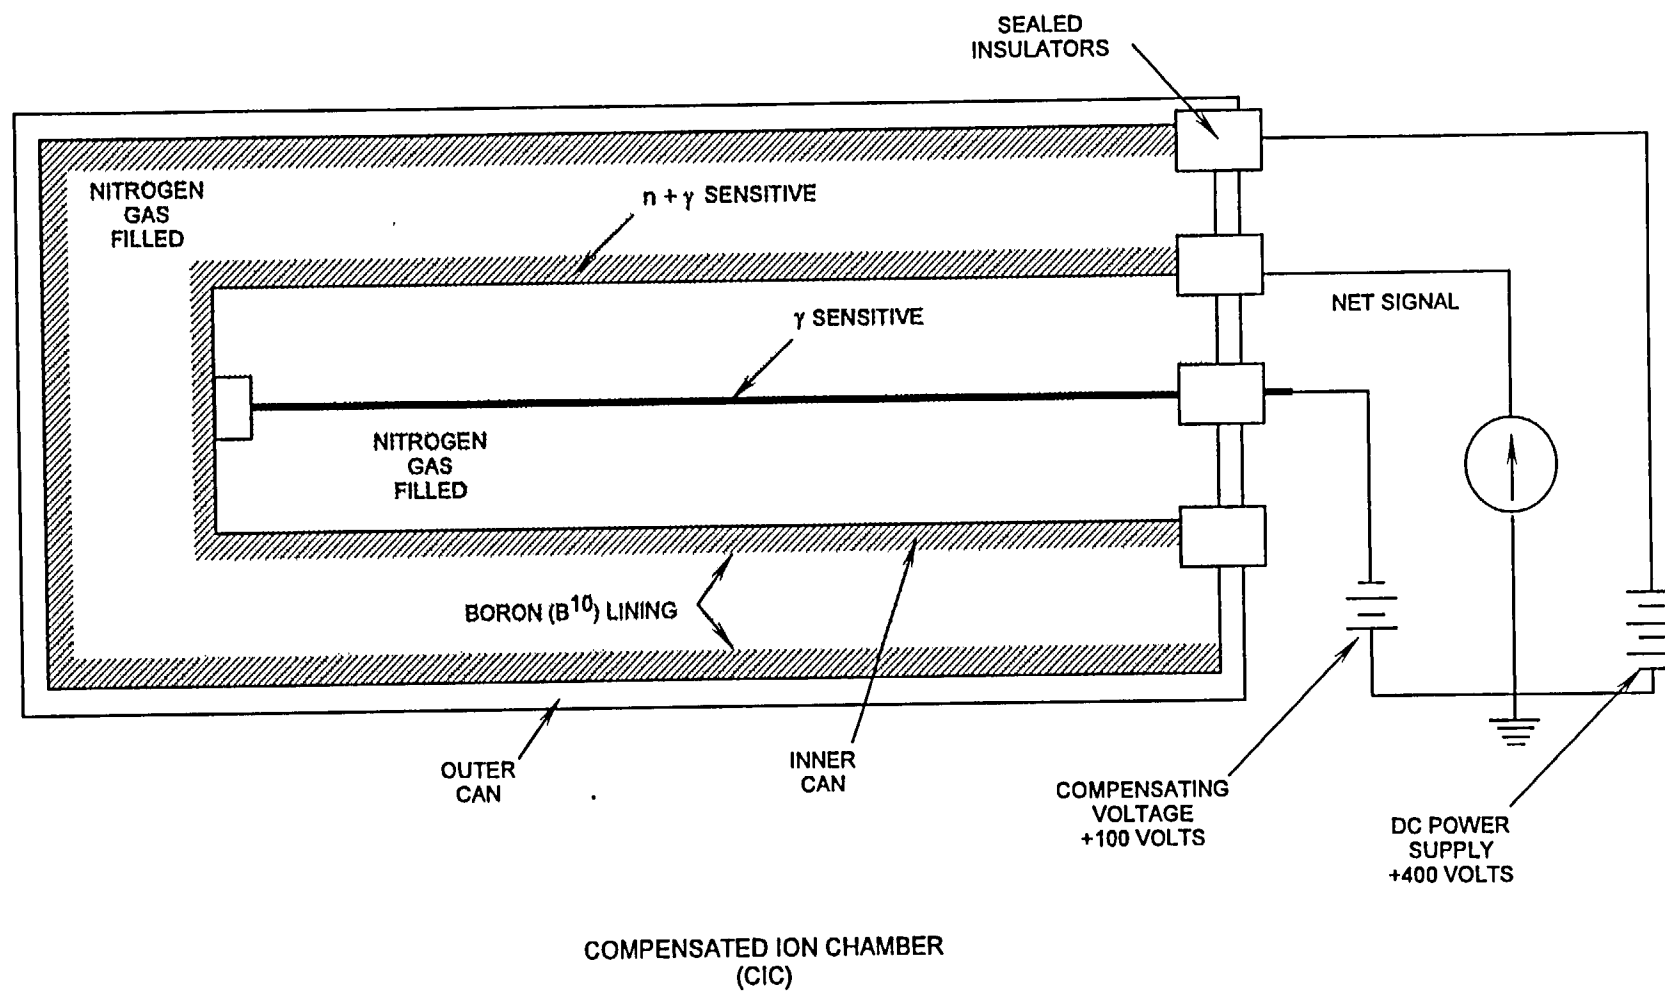 SEALED
INSULATORS
NITROGEN
GAS
FILLED
n + γ SENSITIVE
NET SIGNAL
γ SENSITIVE
NITROGEN
GAS
FILLED
BORON (B10) LINING
OUTER
CAN
INNER
CAN
COMPENSATING
VOLTAGE
+100 VOLTS
DC POWER
SUPPLY
+400 VOLTS
COMPENSATED ION CHAMBER
(CIC)